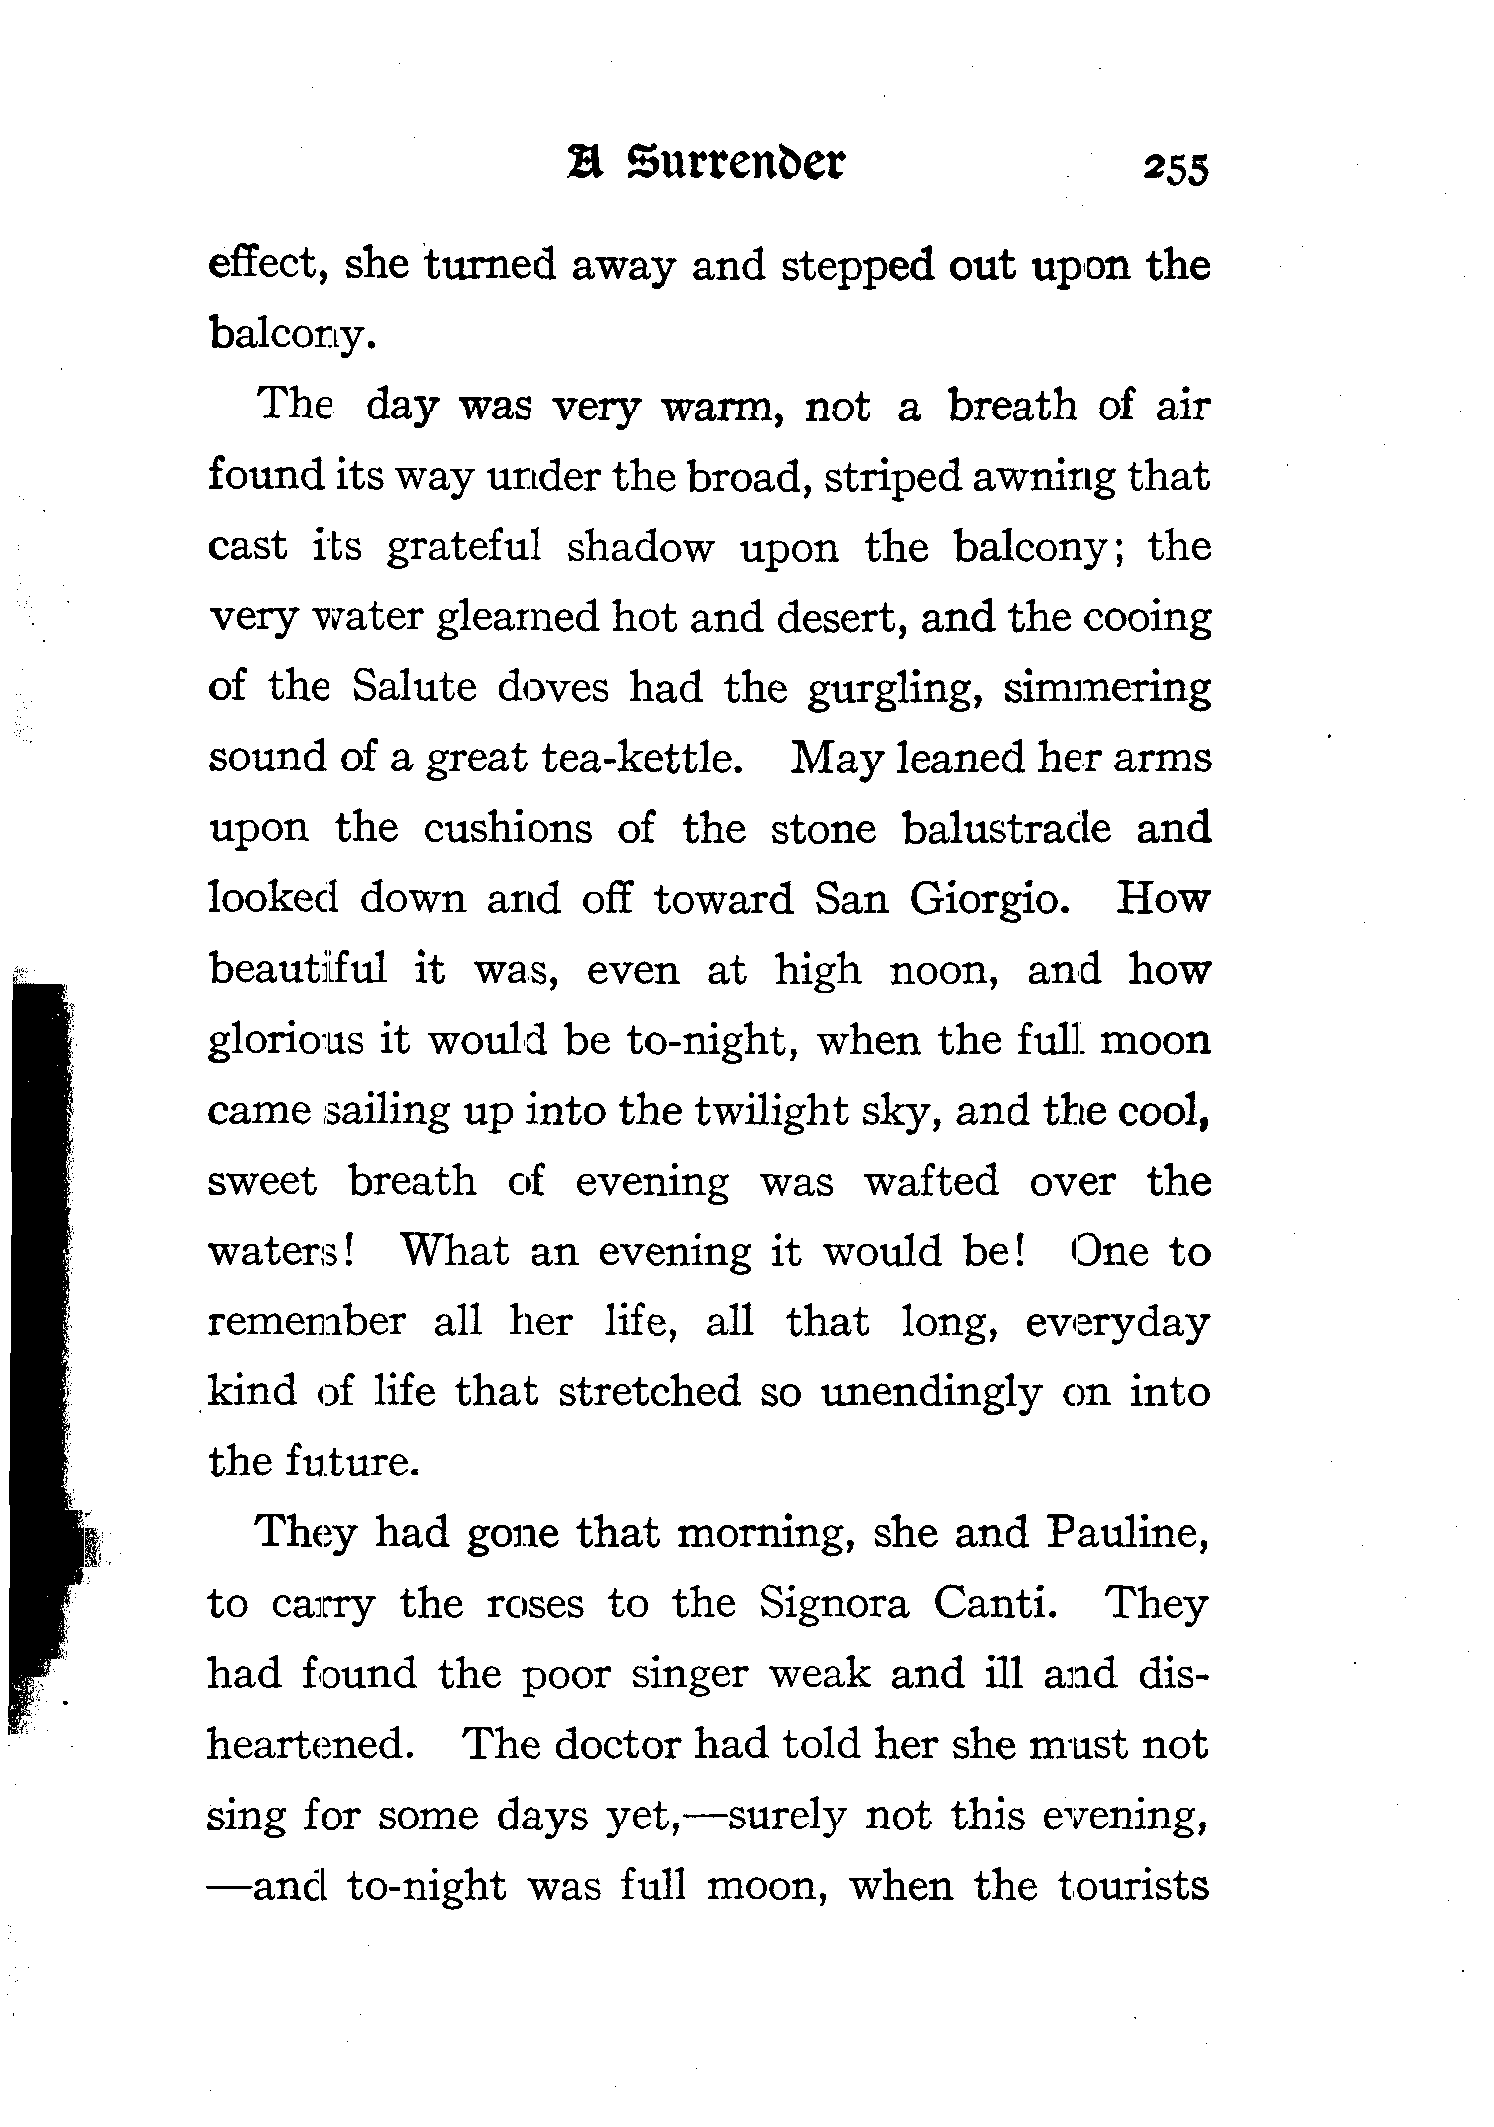 A Surrender 255
effect, she turned away and stepped out upon the
balcony.
The day was very warm, not a breath of air
found its way under the broad, striped awning that
cast its grateful shadow upon the balcony; the
very water gleamed hot and desert, and the cooing
of the Salute doves had the gurgling, simmering
sound of a great tea-kettle. May leaned her arms
upon the cushions of the stone balustrade and
looked down and off toward San Giorgio. How
beautiful it was, even at high noon, and how
glorious it would be to-night, when the full moon
came sailing up into the twilight sky, and the cool,
sweet breath of evening was wafted over the
waters! What an evening it would be! One to
remember all her life, all that long, everyday
kind of life that stretched so unendingly on into
the future.
They had gone that morning, she and Pauline,
to carry the roses to the Signora Canti. They
had found the poor singer weak and ill and dis-
heartened. The doctor had told her she must not
sing for some days yet,—surely not this evening,
—and to-night was full moon, when the tourists